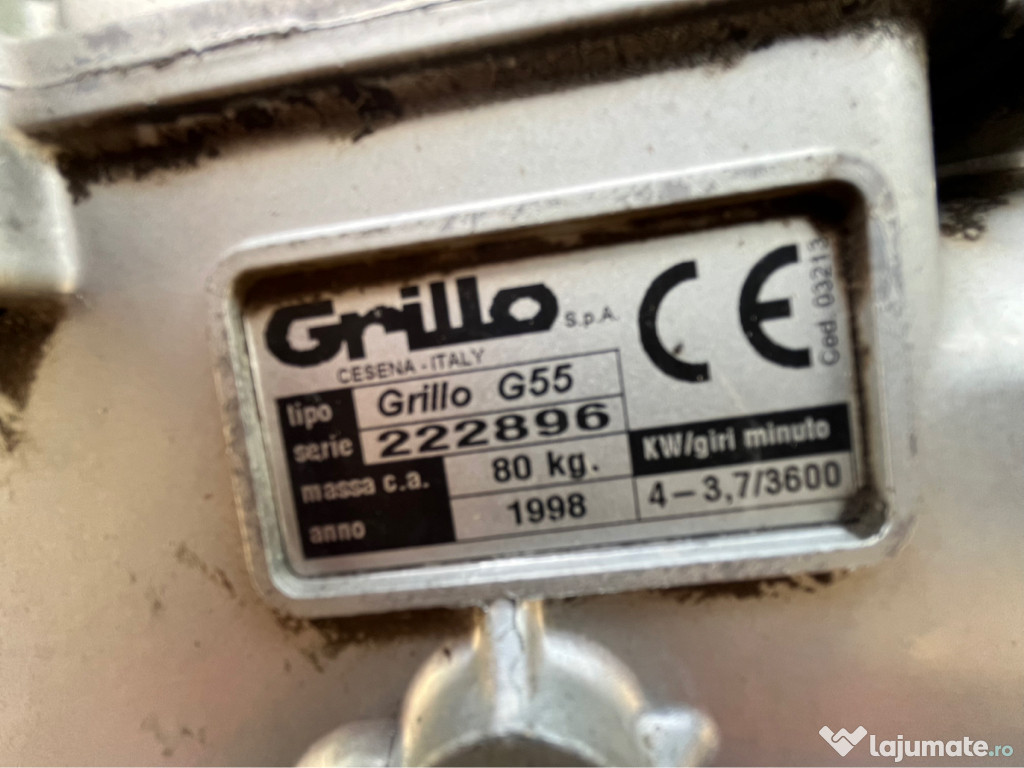 Grillo S.p.A.
CESENA - ITALY
CE
Cod. 03213
tipo Grillo G55
serie 222896
massa c.a. 80 kg.
anno 1998
KW/giri minuto
4-3,7/3600
lajumate.ro